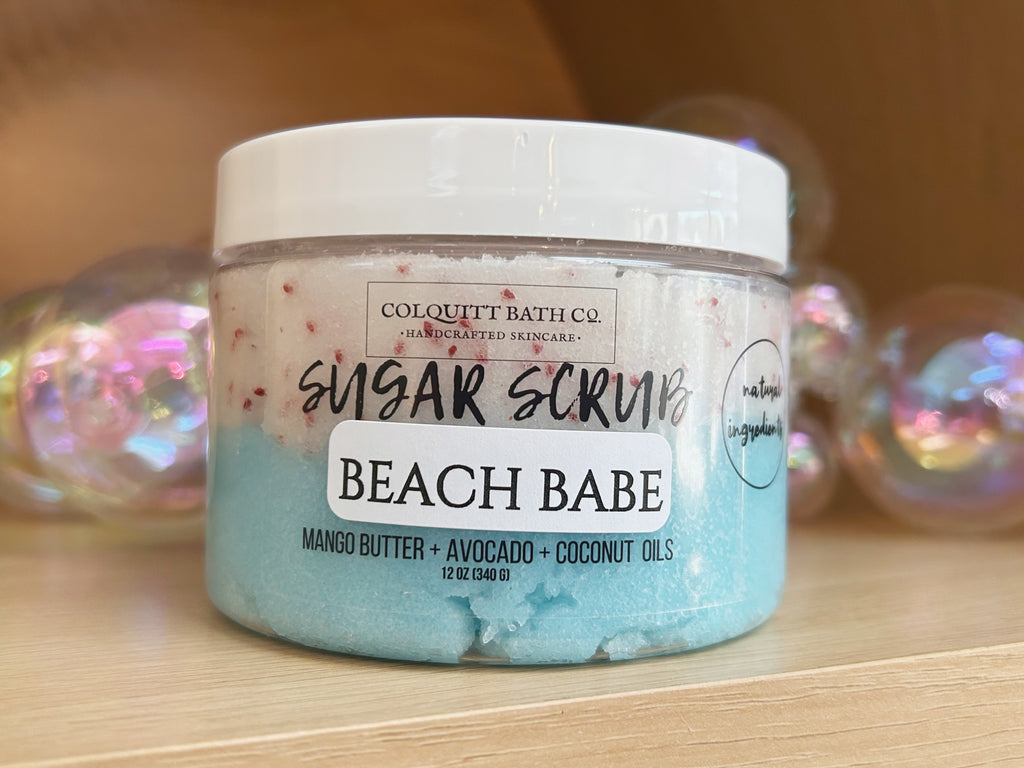 COLQUITT BATH CO.
·HANDCRAFTED SKINCARE·
SUGAR SCRUB
natural
ingredients
BEACH BABE
MANGO BUTTER + AVOCADO + COCONUT OILS
12 OZ (340 G)